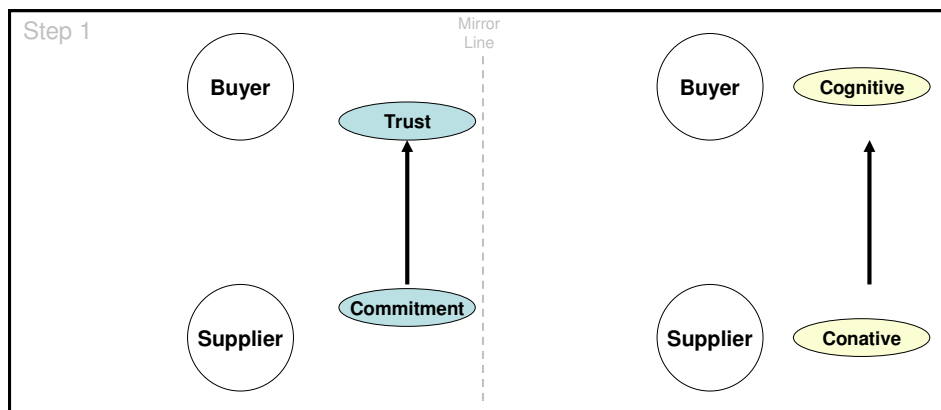 Step 1
Mirror
Line
Buyer
Trust
Commitment
Supplier
Buyer
Cognitive
Supplier
Conative